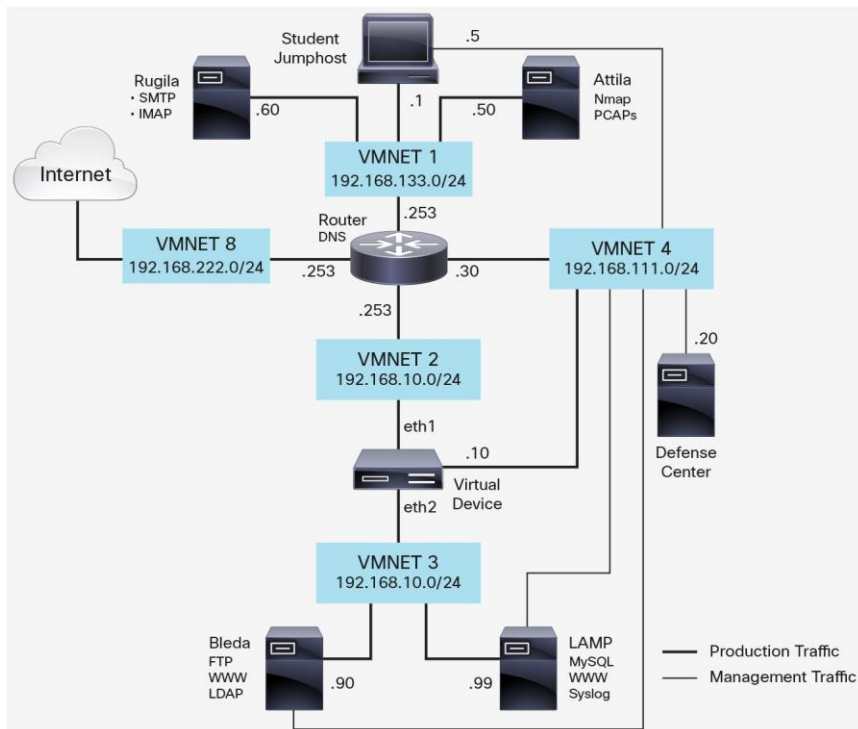 Student
Jumphost
.5
Rugila
• SMTP
• IMAP
.60
.1
.50
Attila
Nmap
PCAPs
Internet
VMNET 1
192.168.133.0/24
.253
Router
DNS
VMNET 8
192.168.222.0/24
.253
.30
VMNET 4
192.168.111.0/24
.253
.20
VMNET 2
192.168.10.0/24
Defense
Center
eth1
.10
Virtual
Device
eth2
VMNET 3
192.168.10.0/24
Bleda
FTP
WWW
LDAP
.90
.99
LAMP
MySQL
WWW
Syslog
Production Traffic
Management Traffic